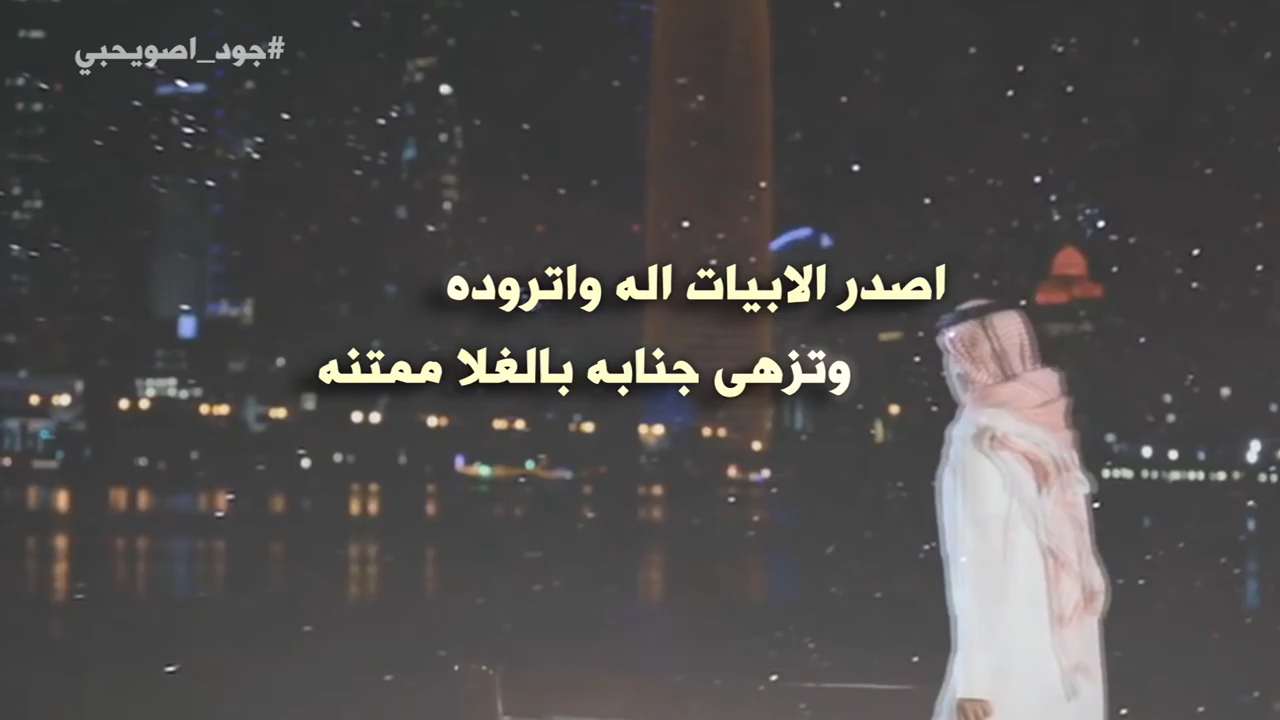 #جود_اصويحبي
اصدر الابيات اله واتروده
وتزهى جنابه بالغلا ممتنه